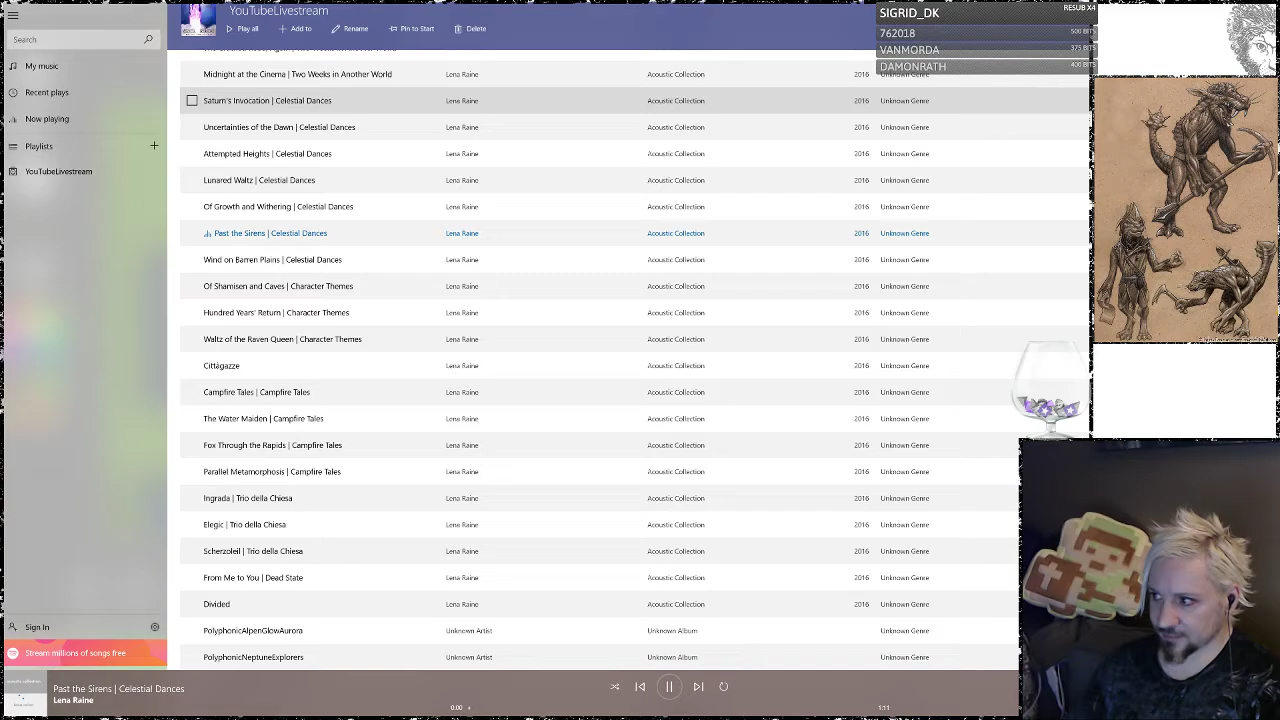 YouTubeLivestream
Play all
Add to
Rename
Pin to Start
Delete
SIGRID_DK RESUB X4
762018 500 BITS
VANMORDA 375 BITS
DAMONRATH 400 BITS
Search
My music
Recent plays
Now playing
Playlists
YouTubeLivestream
Midnight at the Cinema | Two Weeks in Another World Lena Raine Acoustic Collection 2016 Unknown Genre
Saturn's Invocation | Celestial Dances Lena Raine Acoustic Collection 2016 Unknown Genre
Uncertainties of the Dawn | Celestial Dances Lena Raine Acoustic Collection 2016 Unknown Genre
Attempted Heights | Celestial Dances Lena Raine Acoustic Collection 2016 Unknown Genre
Lunared Waltz | Celestial Dances Lena Raine Acoustic Collection 2016 Unknown Genre
Of Growth and Withering | Celestial Dances Lena Raine Acoustic Collection 2016 Unknown Genre
Past the Sirens | Celestial Dances Lena Raine Acoustic Collection 2016 Unknown Genre
Wind on Barren Plains | Celestial Dances Lena Raine Acoustic Collection 2016 Unknown Genre
Of Shamisen and Caves | Character Themes Lena Raine Acoustic Collection 2016 Unknown Genre
Hundred Years' Return | Character Themes Lena Raine Acoustic Collection 2016 Unknown Genre
Waltz of the Raven Queen | Character Themes Lena Raine Acoustic Collection 2016 Unknown Genre
Cittàgazze Lena Raine Acoustic Collection 2016 Unknown Genre
Campfire Tales | Campfire Tales Lena Raine Acoustic Collection 2016 Unknown Genre
The Water Maiden | Campfire Tales Lena Raine Acoustic Collection 2016 Unknown Genre
Fox Through the Rapids | Campfire Tales Lena Raine Acoustic Collection 2016 Unknown Genre
Parallel Metamorphosis | Campfire Tales Lena Raine Acoustic Collection 2016 Unknown Genre
Ingrada | Trio della Chiesa Lena Raine Acoustic Collection 2016 Unknown Genre
Elegic | Trio della Chiesa Lena Raine Acoustic Collection 2016 Unknown Genre
Scherzoleil | Trio della Chiesa Lena Raine Acoustic Collection 2016 Unknown Genre
From Me to You | Dead State Lena Raine Acoustic Collection 2016 Unknown Genre
Divided Lena Raine Acoustic Collection 2016 Unknown Genre
PolyphonicAlpenGlowAurora Unknown Artist Unknown Album Unknown Genre
PolyphonicNeptuneExplorers Unknown Artist Unknown Album Unknown Genre
Sign In
Stream millions of songs free
Past the Sirens | Celestial Dances
Lena Raine
0:00
1:11